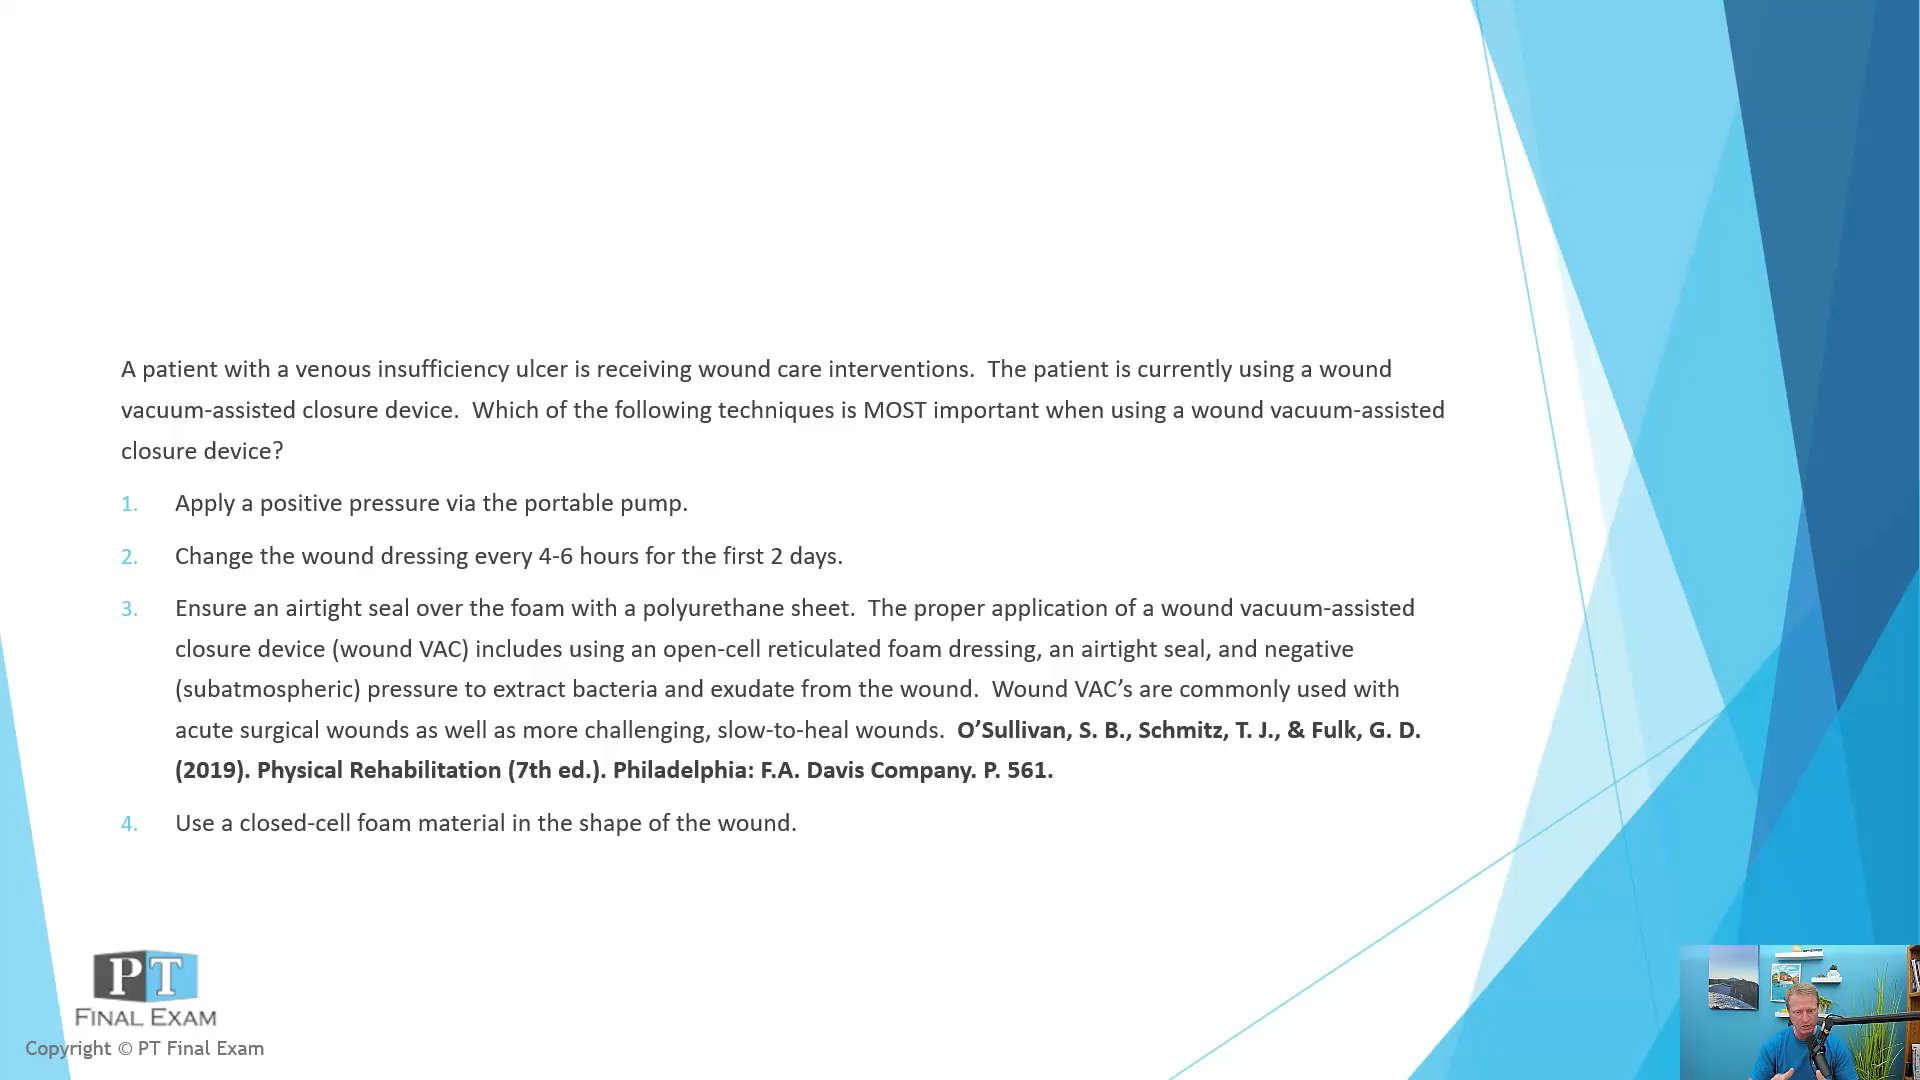 A patient with a venous insufficiency ulcer is receiving wound care interventions.  The patient is currently using a wound
vacuum-assisted closure device.  Which of the following techniques is MOST important when using a wound vacuum-assisted
closure device?
1. Apply a positive pressure via the portable pump.
2. Change the wound dressing every 4-6 hours for the first 2 days.
3. Ensure an airtight seal over the foam with a polyurethane sheet.  The proper application of a wound vacuum-assisted
closure device (wound VAC) includes using an open-cell reticulated foam dressing, an airtight seal, and negative
(subatmospheric) pressure to extract bacteria and exudate from the wound.  Wound VAC’s are commonly used with
acute surgical wounds as well as more challenging, slow-to-heal wounds.  O’Sullivan, S. B., Schmitz, T. J., & Fulk, G. D.
(2019). Physical Rehabilitation (7th ed.). Philadelphia: F.A. Davis Company. P. 561.
4. Use a closed-cell foam material in the shape of the wound.
PT
FINAL EXAM
Copyright © PT Final Exam